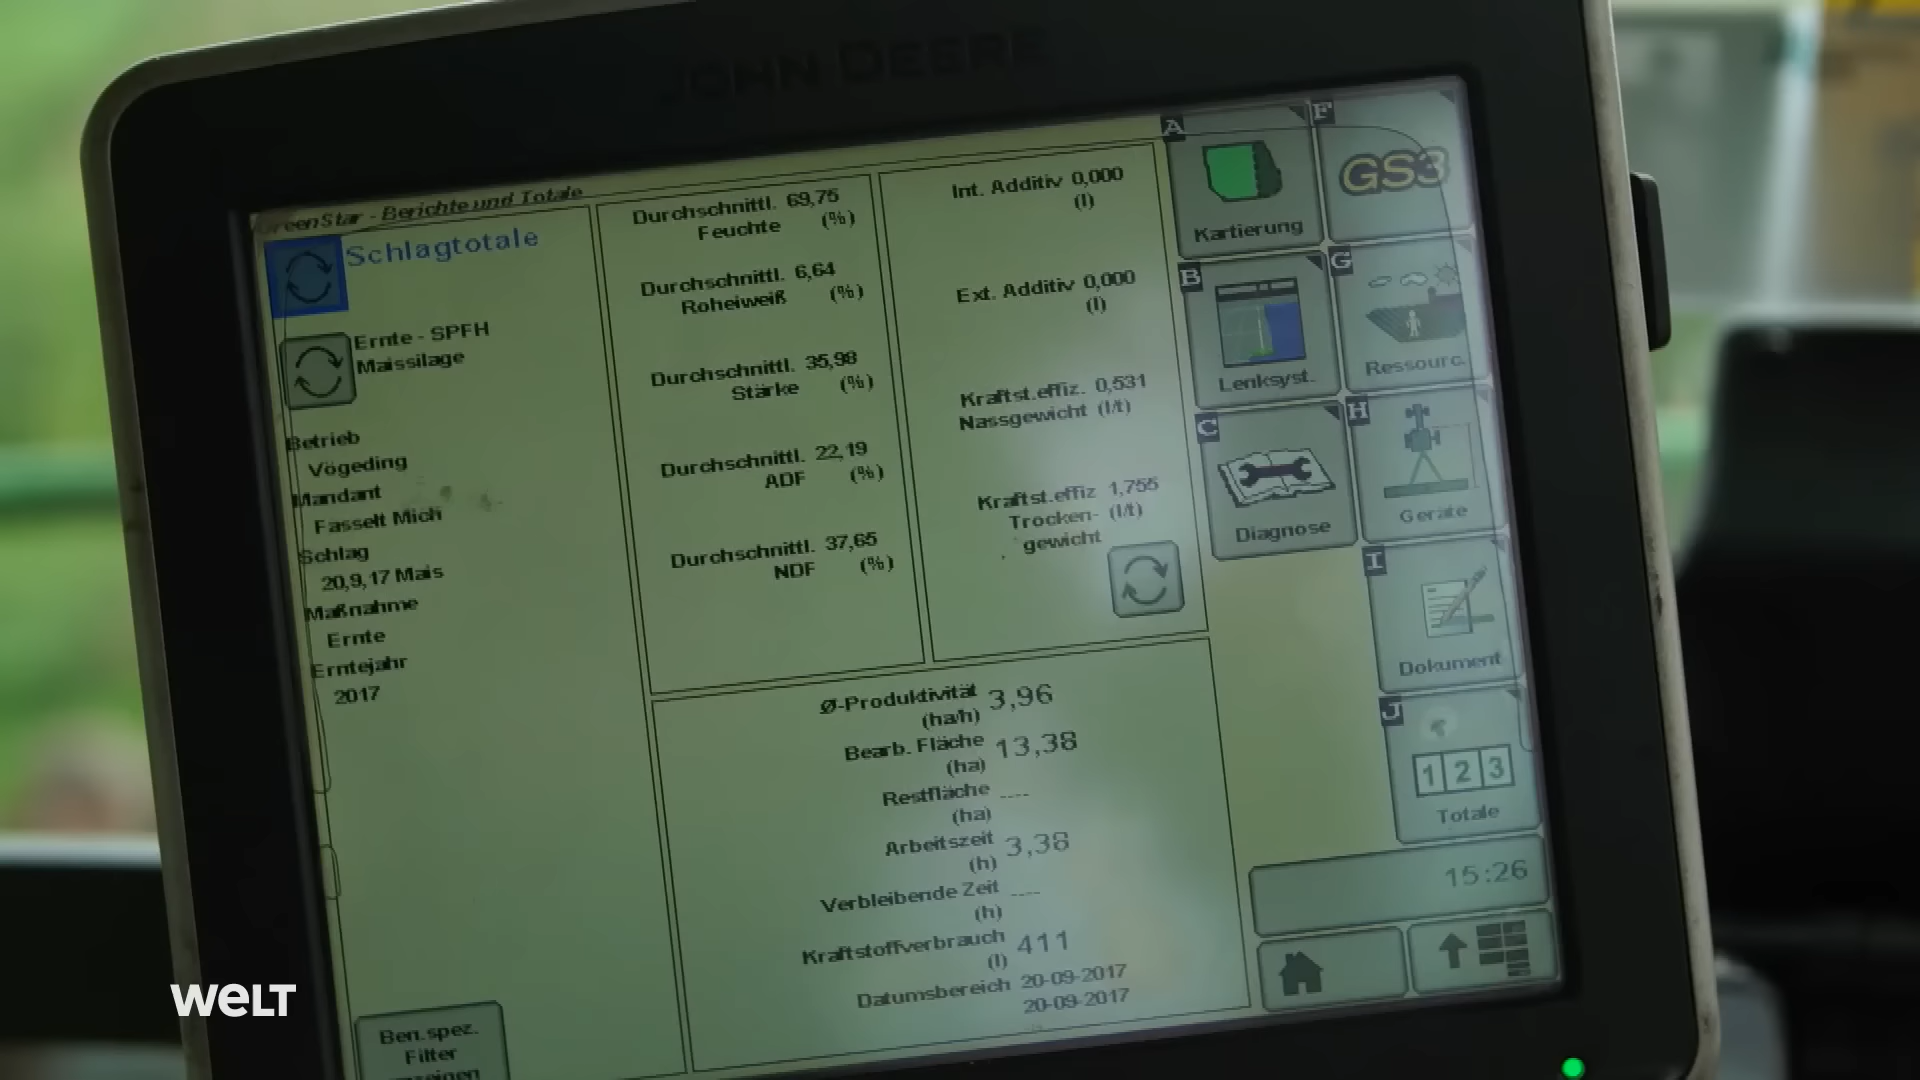 JOHN DEERE
GreenStar - Berichte und Totale
Schlagtotale
Ernte - SPFH
Maissilage
Betrieb
Vögeding
Mandant
Fasselt Mich
Schlag
20,9,17 Mais
Maßnahme
Ernte
Erntejahr
2017
Ben.spez.
Filter
Durchschnittl. 69,75
Feuchte (%)
Durchschnittl. 6,64
Roheiweiß (%)
Durchschnittl. 35,98
Stärke (%)
Durchschnittl. 22,19
ADF (%)
Durchschnittl. 37,65
NDF (%)
Int. Additiv 0,000
(l)
Ext. Additiv 0,000
(l)
Kraftst.effiz. 0,531
Nassgewicht (l/t)
Kraftst.effiz 1,755
Trocken- (l/t)
gewicht
Ø-Produktivität 3,96
(ha/h)
Bearb. Fläche 13,38
(ha)
Restfläche ----
(ha)
Arbeitszeit 3,38
(h)
Verbleibende Zeit ----
(h)
Kraftstoffverbrauch 411
(l)
Datumsbereich 20-09-2017
20-09-2017
A
Kartierung
F
GS3
B
Lenksyst.
G
Ressourc.
C
Diagnose
H
Geräte
I
Dokument
J
1 2 3
Totale
15:26
WELT